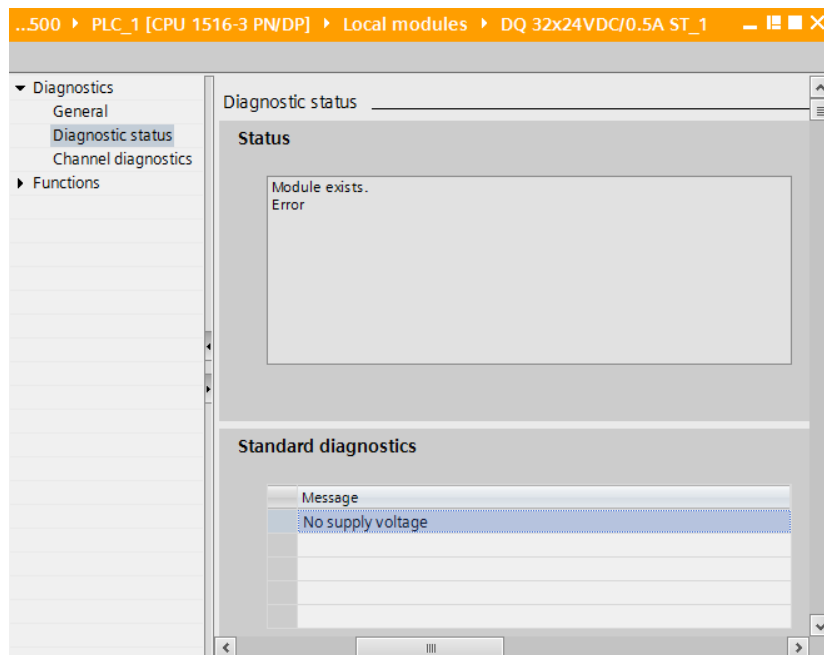 ...500 ▸ PLC_1 [CPU 1516-3 PN/DP] ▸ Local modules ▸ DQ 32x24VDC/0.5A ST_1
Diagnostics
General
Diagnostic status
Channel diagnostics
Functions
Diagnostic status
Status
Module exists.
Error
Standard diagnostics
Message
No supply voltage